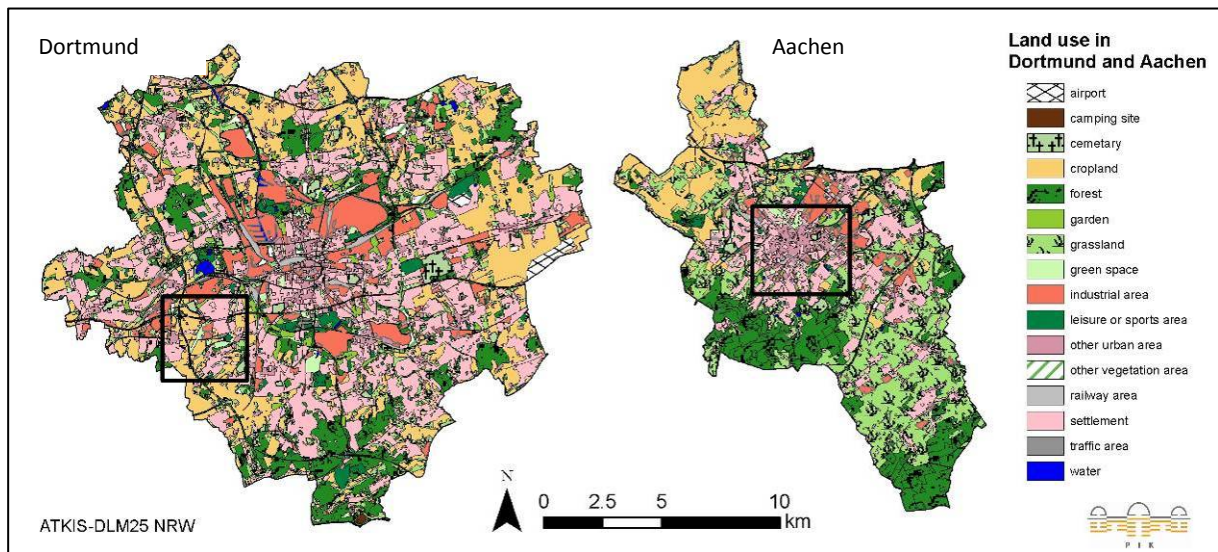 Dortmund
Aachen
Land use in
Dortmund and Aachen
airport
camping site
cemetary
cropland
forest
garden
grassland
green space
industrial area
leisure or sports area
other urban area
other vegetation area
railway area
settlement
traffic area
water
N
0 2.5 5 10
km
ATKIS-DLM25 NRW
P I K